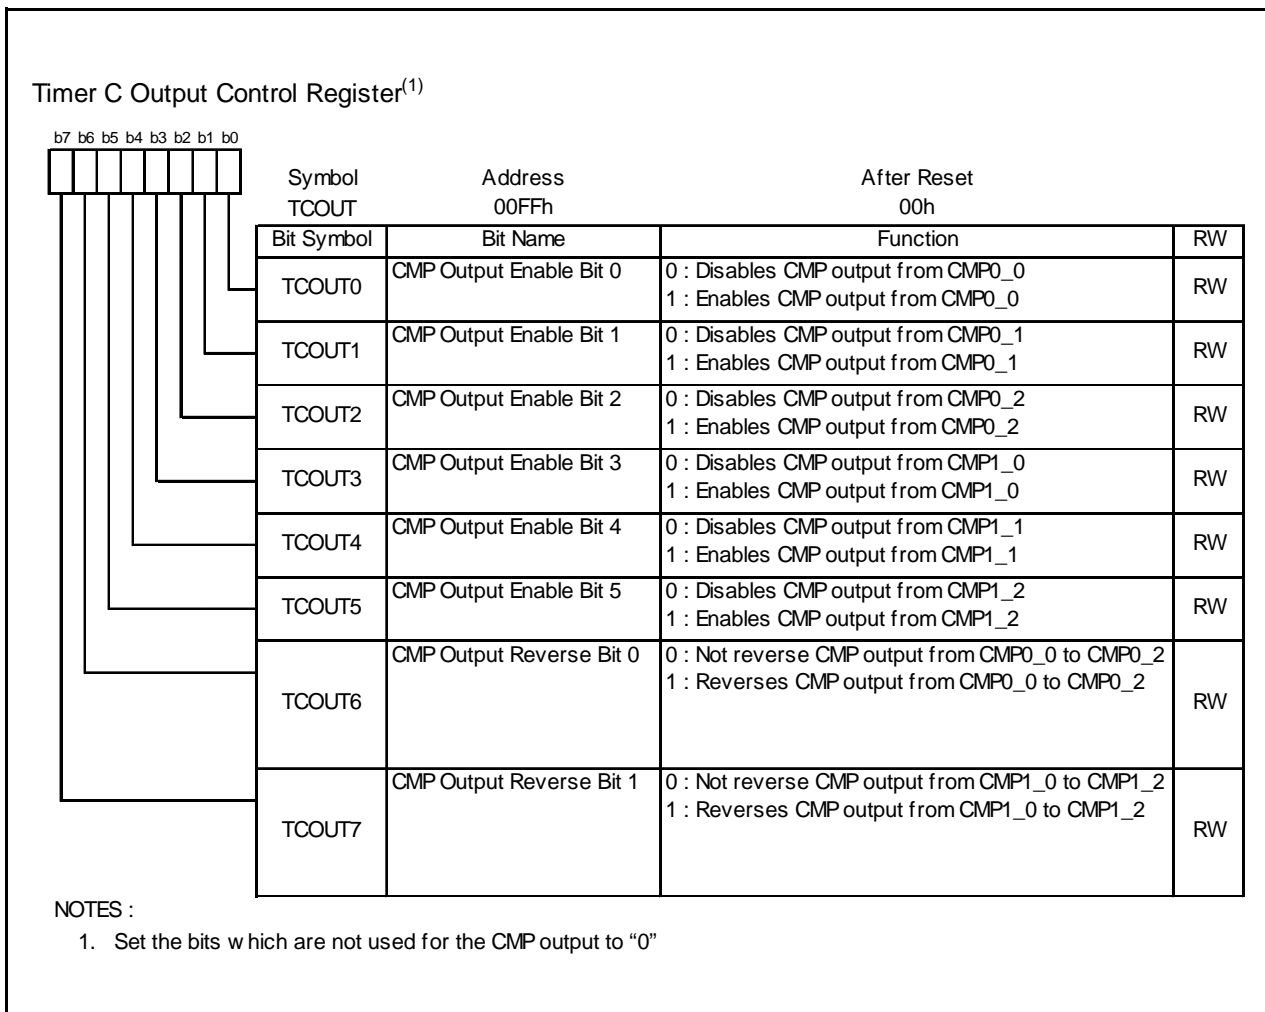 Timer C Output Control Register(1)
b7 b6 b5 b4 b3 b2 b1 b0
Symbol Address After Reset
TCOUT 00FFh 00h
Bit Symbol Bit Name Function RW
TCOUT0 CMP Output Enable Bit 0 0 : Disables CMP output from CMP0_0
1 : Enables CMP output from CMP0_0 RW
TCOUT1 CMP Output Enable Bit 1 0 : Disables CMP output from CMP0_1
1 : Enables CMP output from CMP0_1 RW
TCOUT2 CMP Output Enable Bit 2 0 : Disables CMP output from CMP0_2
1 : Enables CMP output from CMP0_2 RW
TCOUT3 CMP Output Enable Bit 3 0 : Disables CMP output from CMP1_0
1 : Enables CMP output from CMP1_0 RW
TCOUT4 CMP Output Enable Bit 4 0 : Disables CMP output from CMP1_1
1 : Enables CMP output from CMP1_1 RW
TCOUT5 CMP Output Enable Bit 5 0 : Disables CMP output from CMP1_2
1 : Enables CMP output from CMP1_2 RW
TCOUT6 CMP Output Reverse Bit 0 0 : Not reverse CMP output from CMP0_0 to CMP0_2
1 : Reverses CMP output from CMP0_0 to CMP0_2 RW
TCOUT7 CMP Output Reverse Bit 1 0 : Not reverse CMP output from CMP1_0 to CMP1_2
1 : Reverses CMP output from CMP1_0 to CMP1_2 RW
NOTES :
1. Set the bits which are not used for the CMP output to “0”